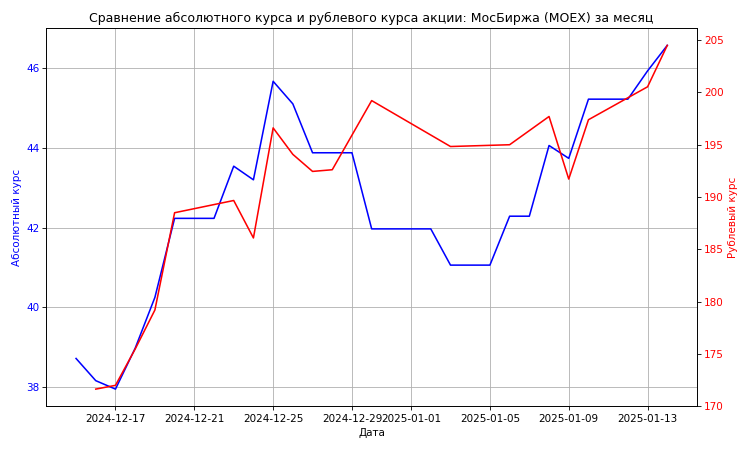 Сравнение абсолютного курса и рублевого курса акции: МосБиржа (MOEX) за месяц
Абсолютный курс
46
44
42
40
38
205
200
195
190
185
180
175
170
Рублевый курс
2024-12-17 2024-12-21 2024-12-25 2024-12-29 2025-01-01 2025-01-05 2025-01-09 2025-01-13
Дата